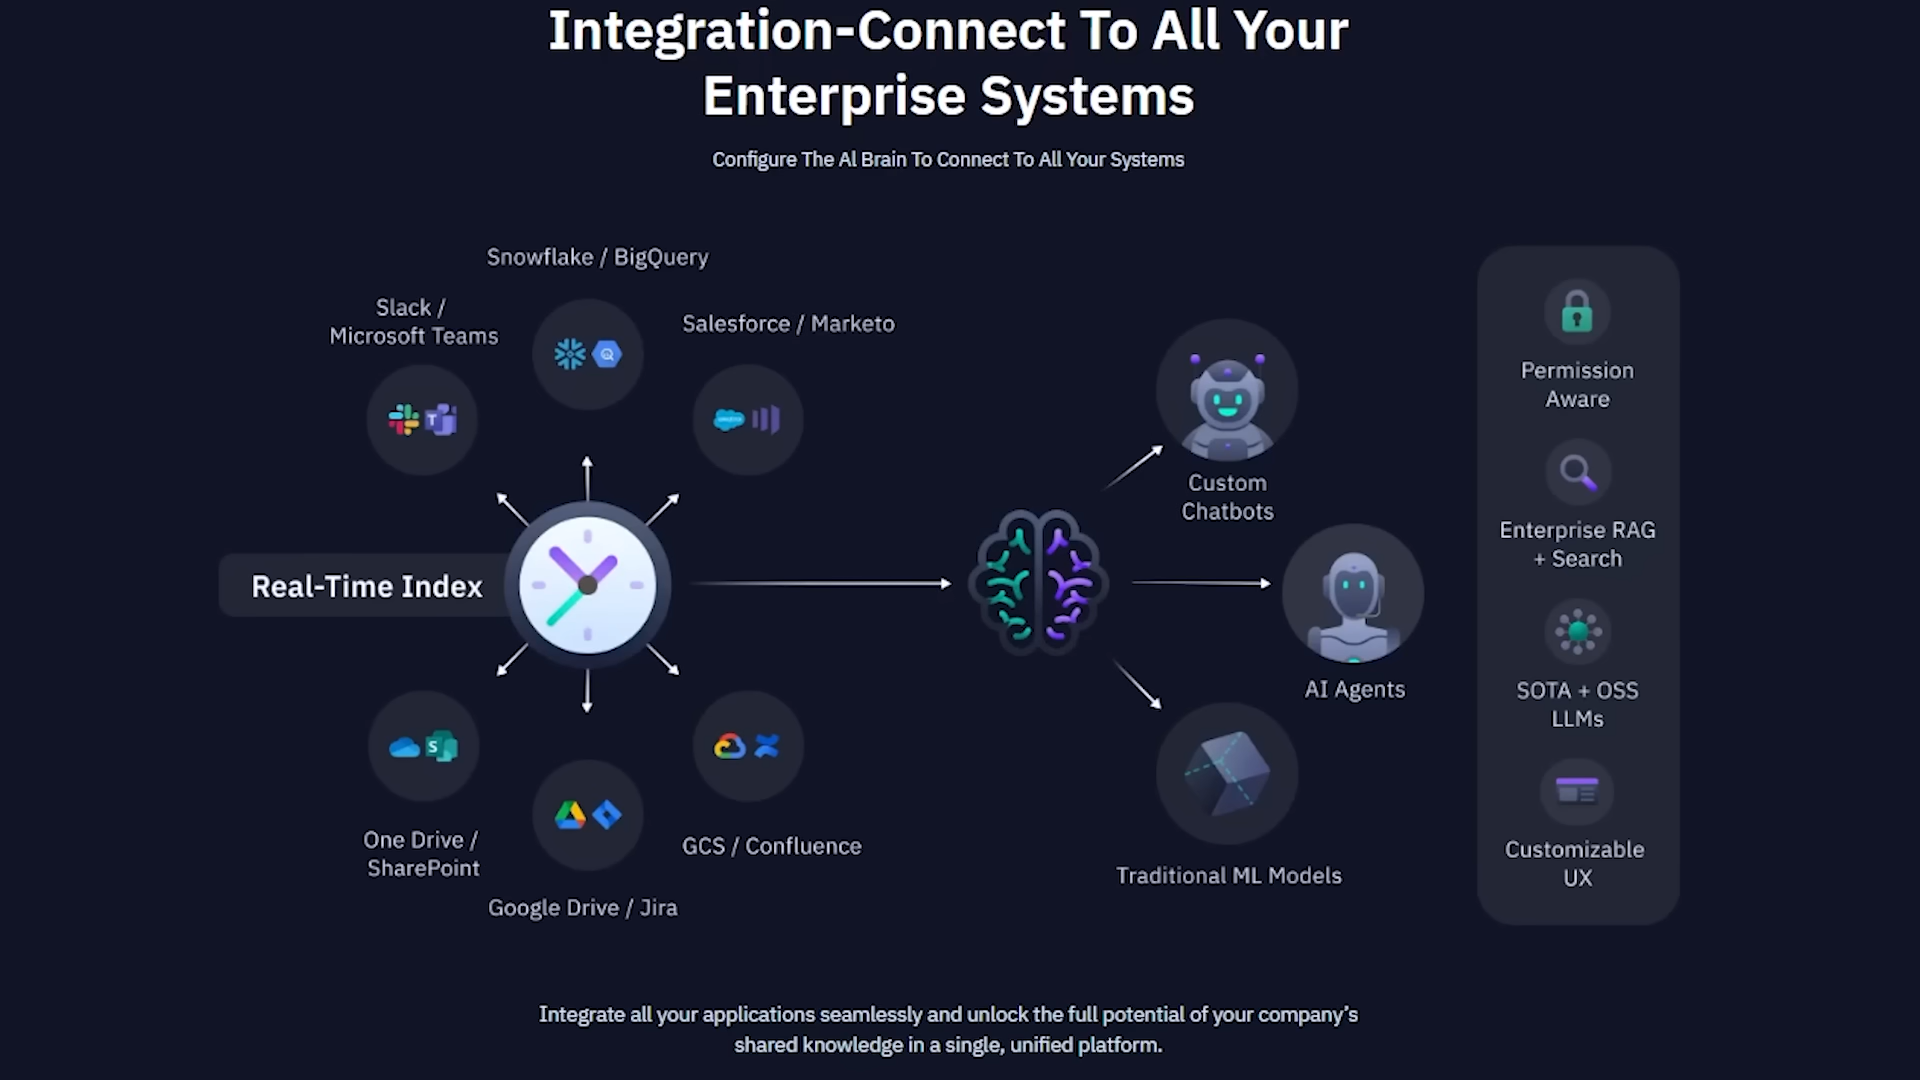 Integration-Connect To All Your
Enterprise Systems
Configure The Al Brain To Connect To All Your Systems
Snowflake / BigQuery
Slack /
Microsoft Teams
Salesforce / Marketo
T
Real-Time Index
S
One Drive /
SharePoint
GCS / Confluence
Google Drive / Jira
Custom
Chatbots
AI Agents
Traditional ML Models
Permission
Aware
Enterprise RAG
+ Search
SOTA + OSS
LLMs
Customizable
UX
Integrate all your applications seamlessly and unlock the full potential of your company's
shared knowledge in a single, unified platform.